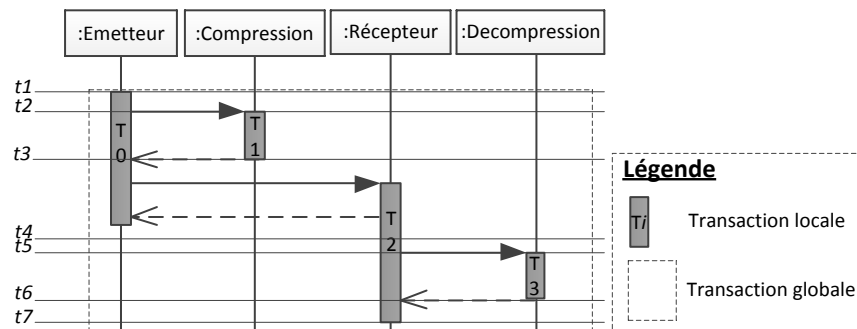 :Emetteur :Compression :Récepteur :Decompression
t1
t2
T
0
T
1
t3
T
2
t4
t5
T
3
t6
t7
Légende
Ti Transaction locale
Transaction globale